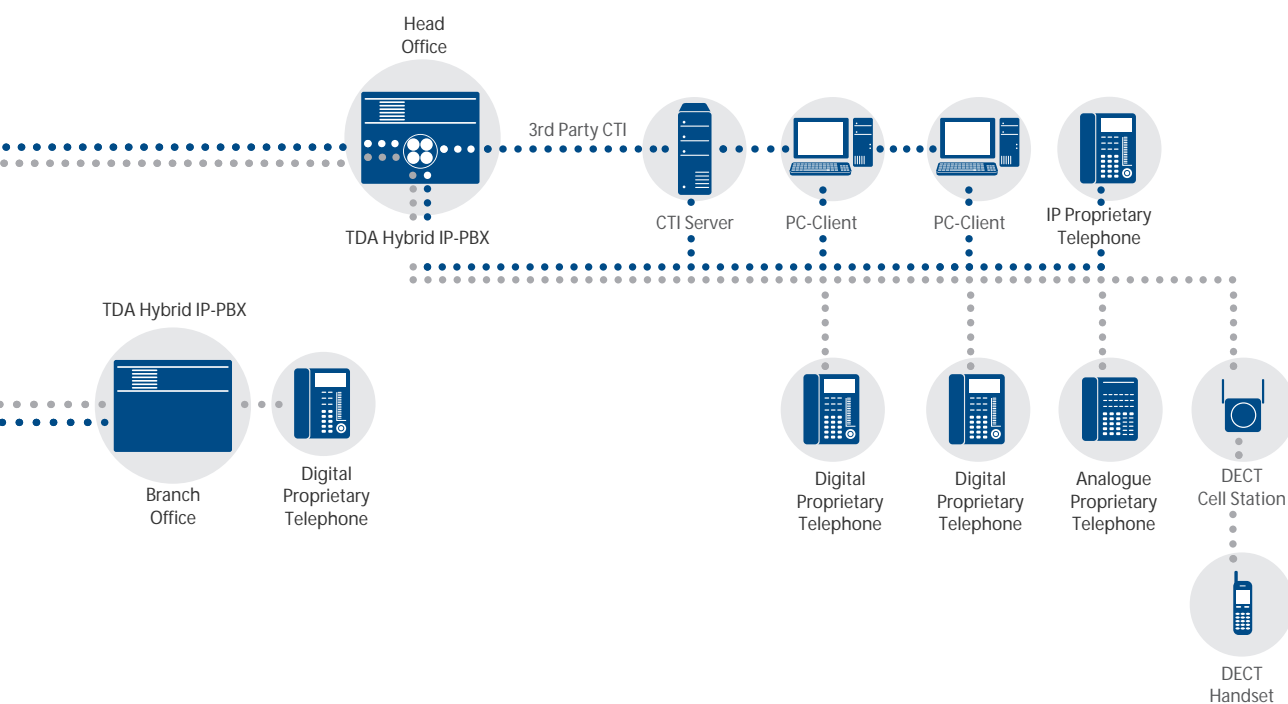 Head
Office
3rd Party CTI
TDA Hybrid IP-PBX
CTI Server
PC-Client
PC-Client
IP Proprietary
Telephone
TDA Hybrid IP-PBX
Branch
Office
Digital
Proprietary
Telephone
Digital
Proprietary
Telephone
Digital
Proprietary
Telephone
Analogue
Proprietary
Telephone
DECT
Cell Station
DECT
Handset